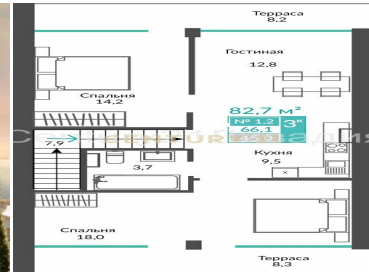 Терраса
8,2
Гостиная
12,8
Спальня
14,2
82,7 м²
№ 1.2
3К
66,1
7,9
3,7
Кухня
9,5
Спальня
18,0
Терраса
8,3